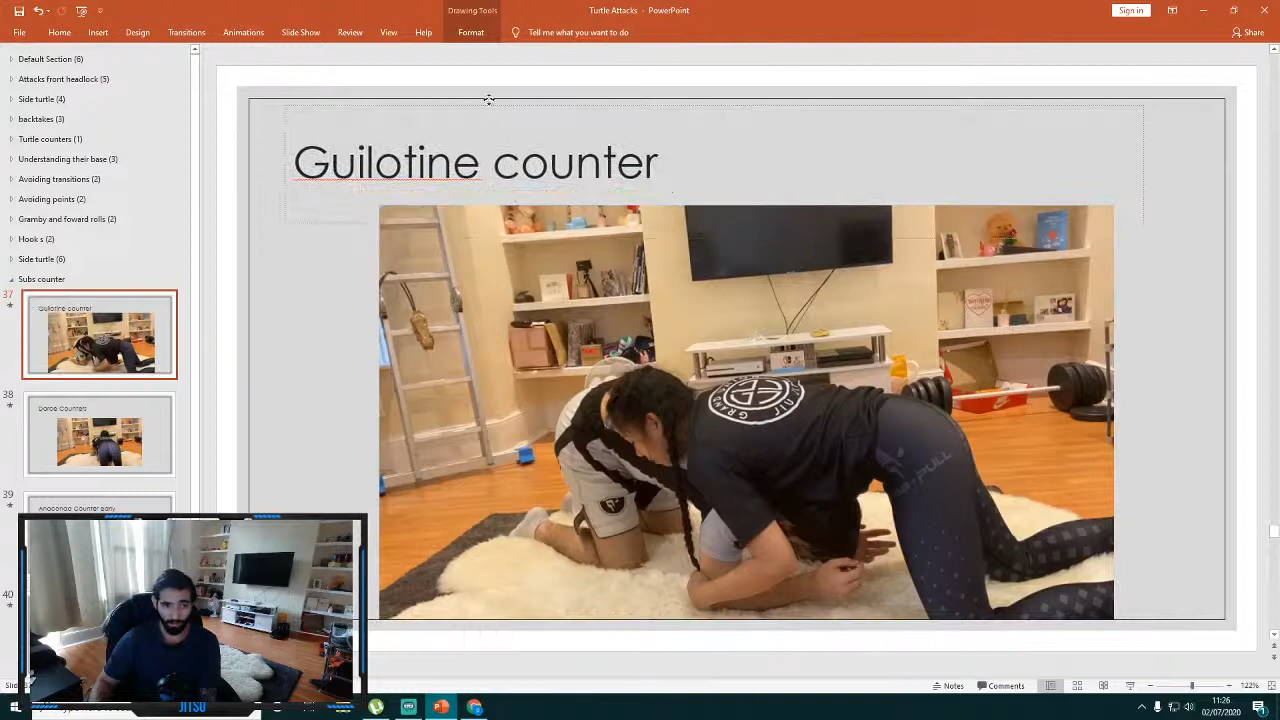 Drawing Tools
Turtle Attacks - PowerPoint
Sign in
File Home Insert Design Transitions Animations Slide Show Review View Help Format Tell me what you want to do Share
Default Section (6)
Attacks front headlock (5)
Side turtle (4)
backtakes (3)
Turtle counters (1)
Understanding their base (3)
Avoiding transitions (2)
Avoiding points (2)
Gramby and foward rolls (2)
Hook s (2)
Side turtle (6)
Subs counter
37
Guilotine counter
38
Darce Counters
39
Anaconda Counter early
40
Guilotine counter
JITSU
Notes Comments 122%
11:26
02/07/2020